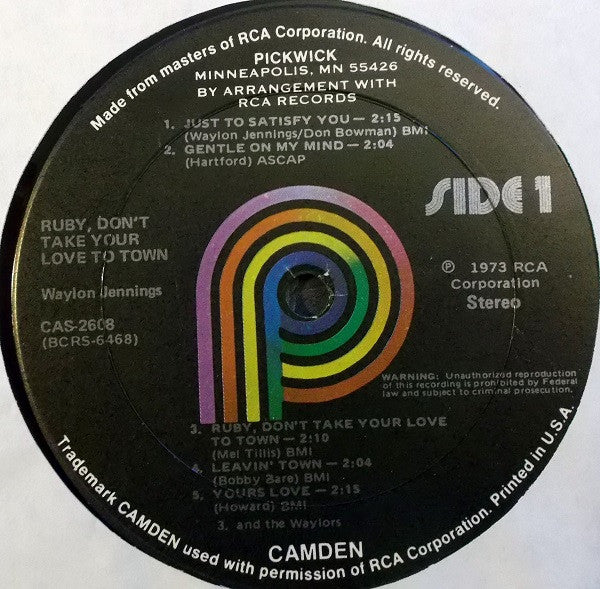 Made from masters of RCA Corporation. All rights reserved.
PICKWICK
MINNEAPOLIS, MN 55426
BY ARRANGEMENT WITH
RCA RECORDS
1. JUST TO SATISFY YOU — 2:15
(Waylon Jennings/Don Bowman) BMI
2. GENTLE ON MY MIND — 2:04
(Hartford) ASCAP
SIDE 1
RUBY, DON'T
TAKE YOUR
LOVE TO TOWN
Waylon Jennings
CAS-2608
(BCRS-6468)
℗ 1973 RCA
Corporation
Stereo
WARNING: Unauthorized reproduction
of this recording is prohibited by Federal
law and subject to criminal prosecution.
3. RUBY, DON'T TAKE YOUR LOVE
TO TOWN — 2:10
(Mel Tillis) BMI
4. LEAVIN' TOWN — 2:04
(Bobby Bare) BMI
5. YOURS LOVE — 2:15
(Howard) BMI
3. and the Waylors
CAMDEN
Trademark CAMDEN used with permission of RCA Corporation. Printed in U.S.A.